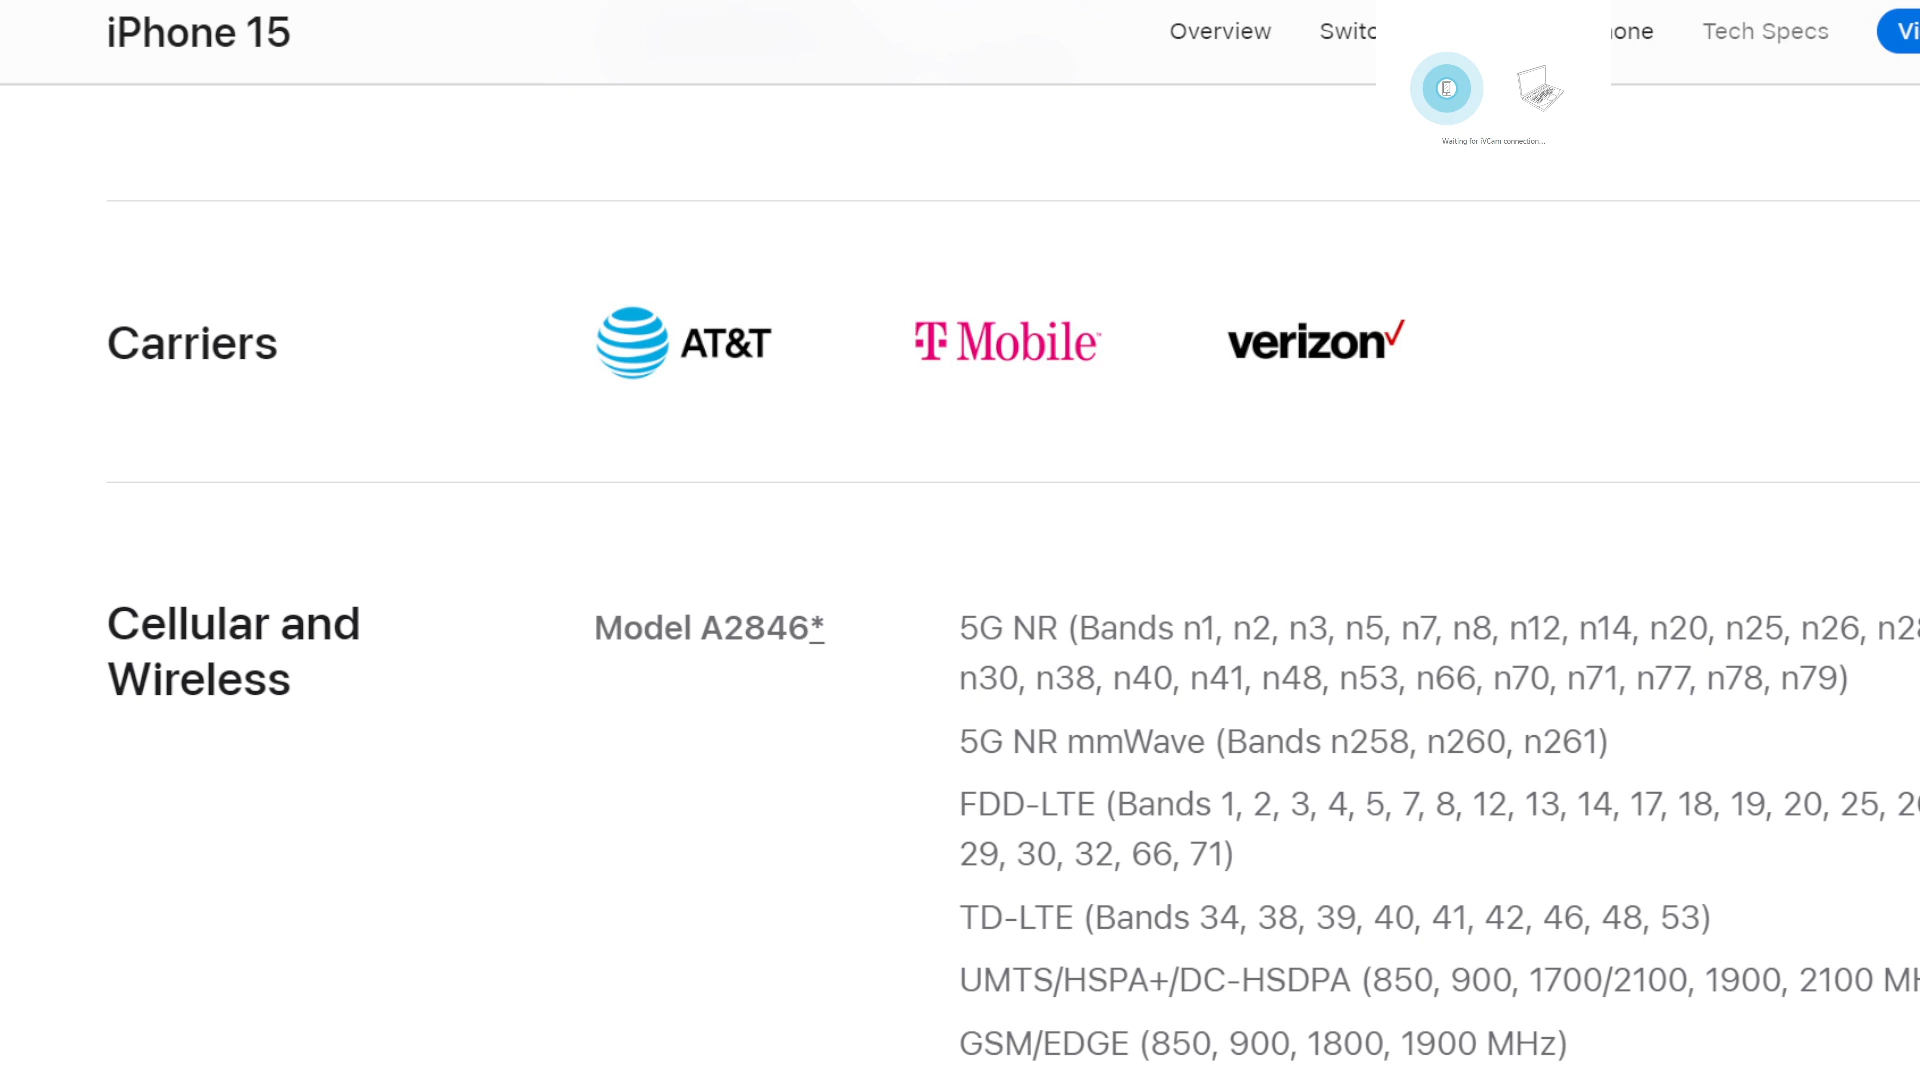 iPhone 15
Overview
Tech Specs
Waiting for iVCam connection...
Carriers
AT&T
T Mobile
verizon
Cellular and
Wireless
Model A2846*
5G NR (Bands n1, n2, n3, n5, n7, n8, n12, n14, n20, n25, n26,
n30, n38, n40, n41, n48, n53, n66, n70, n71, n77, n78, n79)
5G NR mmWave (Bands n258, n260, n261)
FDD-LTE (Bands 1, 2, 3, 4, 5, 7, 8, 12, 13, 14, 17, 18, 19, 20, 25,
29, 30, 32, 66, 71)
TD-LTE (Bands 34, 38, 39, 40, 41, 42, 46, 48, 53)
UMTS/HSPA+/DC-HSDPA (850, 900, 1700/2100, 1900, 2100
GSM/EDGE (850, 900, 1800, 1900 MHz)